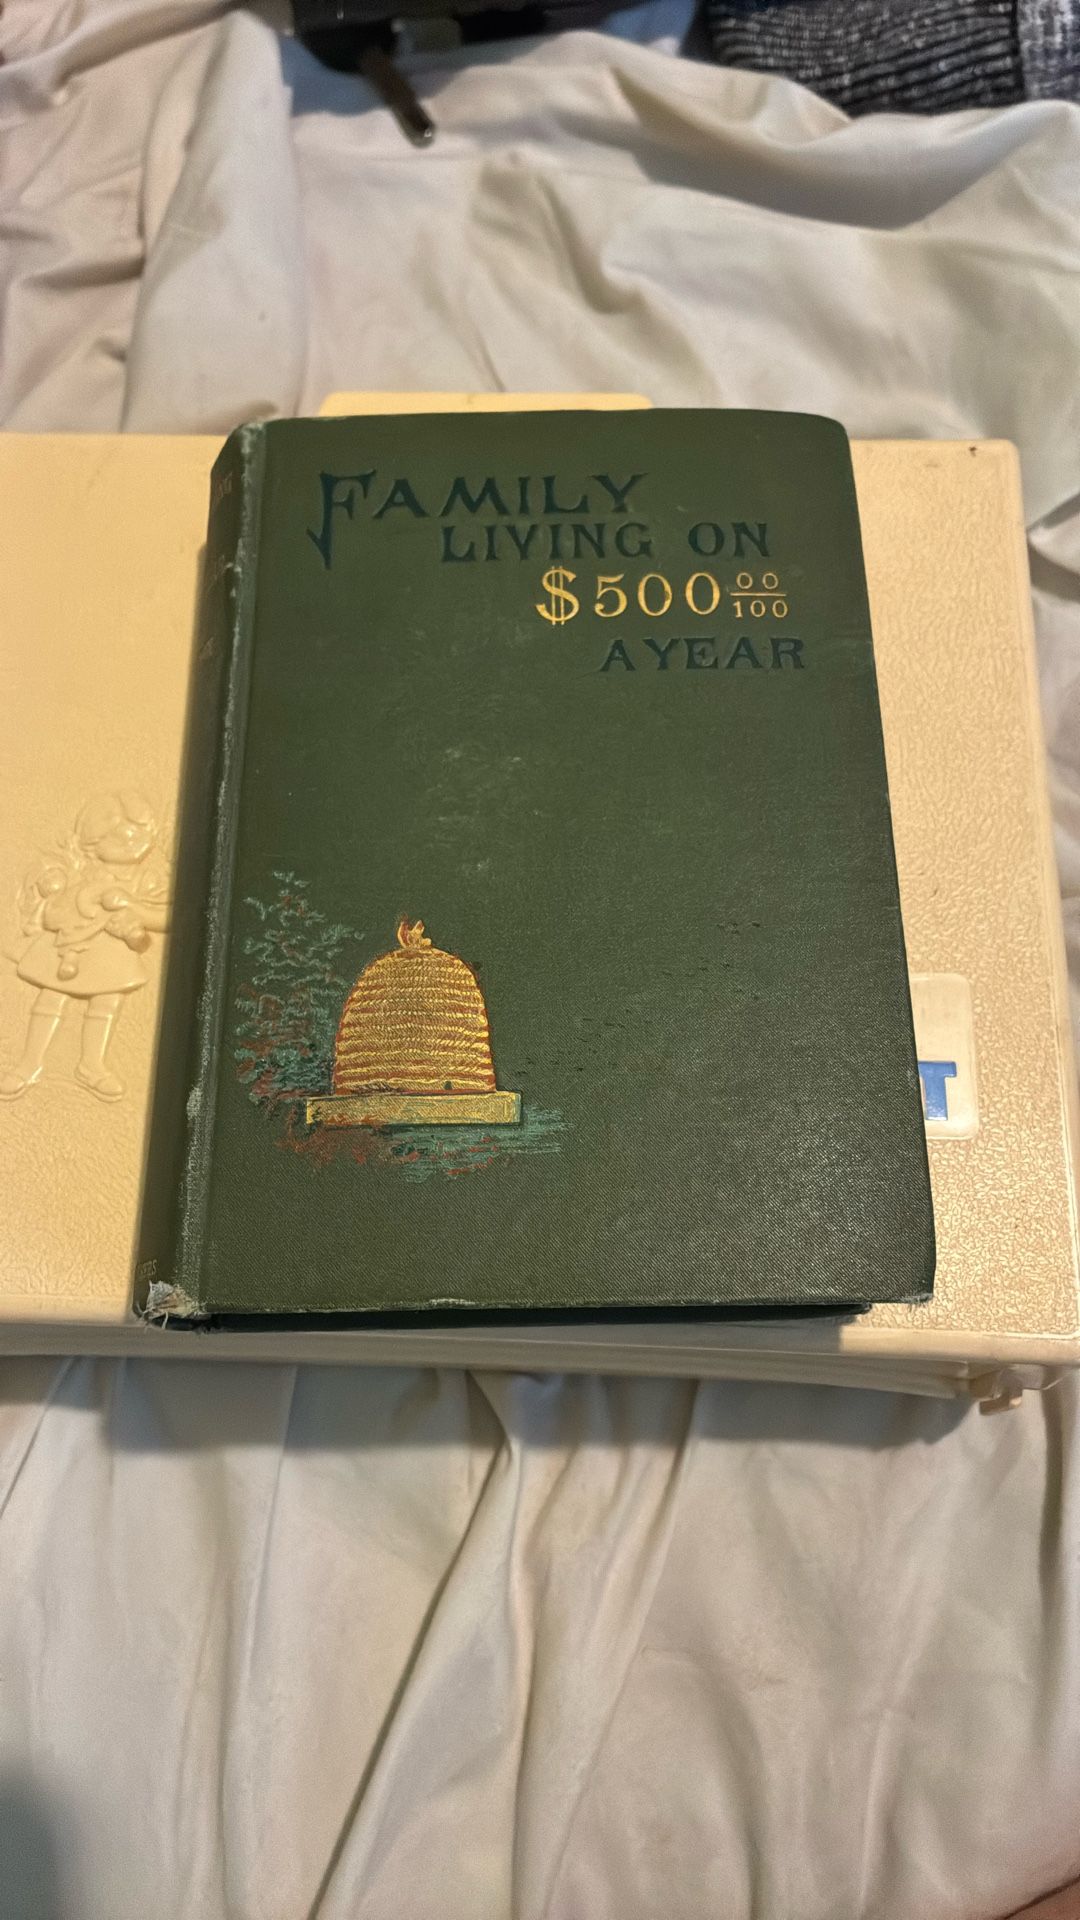 FAMILY
LIVING ON
$500 00/100
A YEAR
T